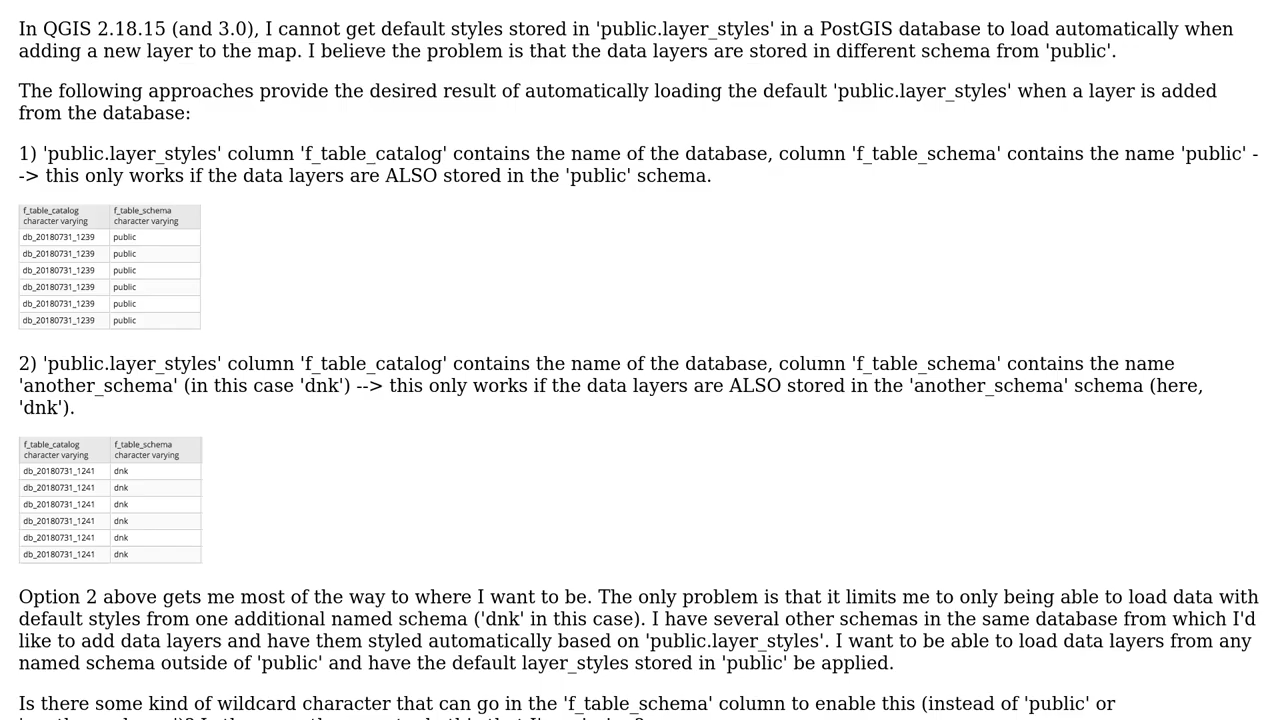 In QGIS 2.18.15 (and 3.0), I cannot get default styles stored in 'public.layer_styles' in a PostGIS database to load automatically when
adding a new layer to the map. I believe the problem is that the data layers are stored in different schema from 'public'.
The following approaches provide the desired result of automatically loading the default 'public.layer_styles' when a layer is added
from the database:
1) 'public.layer_styles' column 'f_table_catalog' contains the name of the database, column 'f_table_schema' contains the name 'public' -
-> this only works if the data layers are ALSO stored in the 'public' schema.
f_table_catalog f_table_schema
character varying character varying
db_20180731_1239 public
db_20180731_1239 public
db_20180731_1239 public
db_20180731_1239 public
db_20180731_1239 public
db_20180731_1239 public
2) 'public.layer_styles' column 'f_table_catalog' contains the name of the database, column 'f_table_schema' contains the name
'another_schema' (in this case 'dnk') --> this only works if the data layers are ALSO stored in the 'another_schema' schema (here,
'dnk').
f_table_catalog f_table_schema
character varying character varying
db_20180731_1241 dnk
db_20180731_1241 dnk
db_20180731_1241 dnk
db_20180731_1241 dnk
db_20180731_1241 dnk
db_20180731_1241 dnk
Option 2 above gets me most of the way to where I want to be. The only problem is that it limits me to only being able to load data with
default styles from one additional named schema ('dnk' in this case). I have several other schemas in the same database from which I'd
like to add data layers and have them styled automatically based on 'public.layer_styles'. I want to be able to load data layers from any
named schema outside of 'public' and have the default layer_styles stored in 'public' be applied.
Is there some kind of wildcard character that can go in the 'f_table_schema' column to enable this (instead of 'public' or